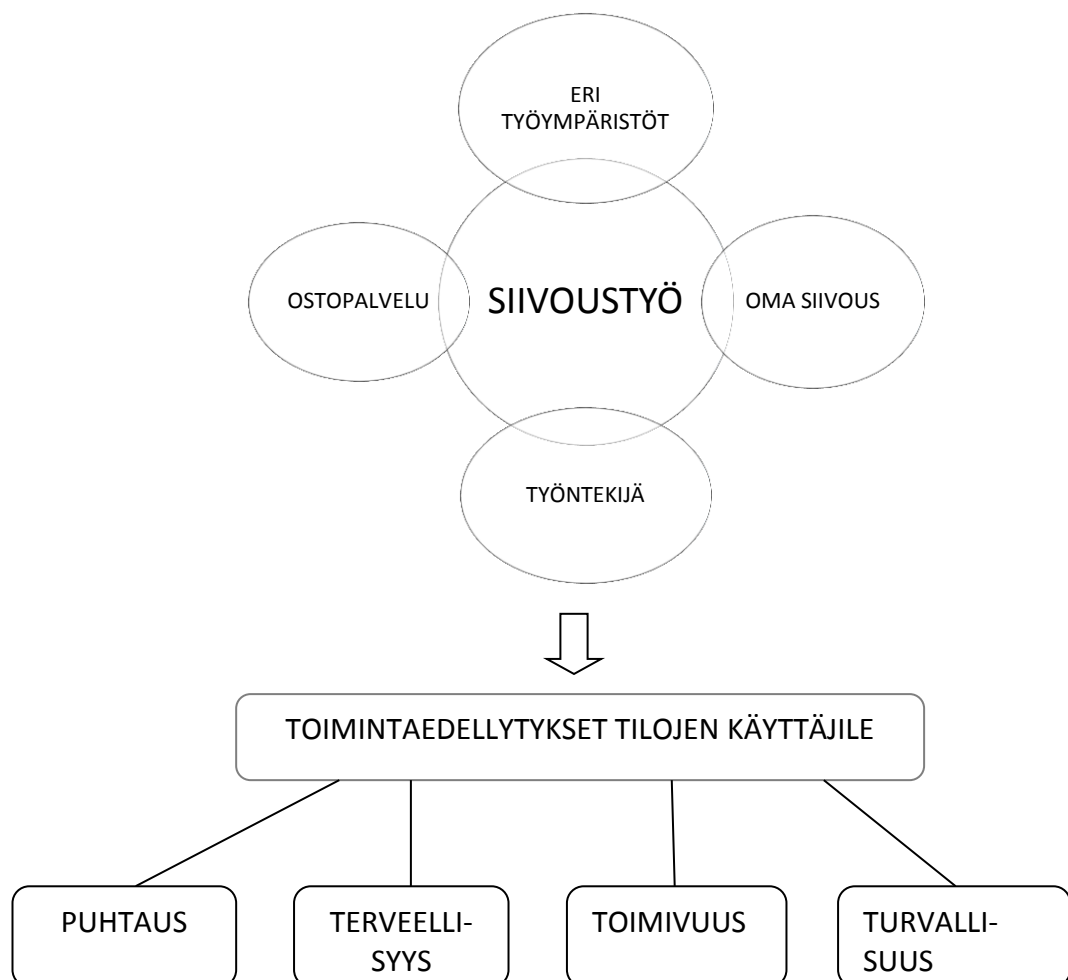 ERI
TYÖYMPÄRISTÖT
OSTOPALVELU
SIIVOUSTYÖ
OMA SIIVOUS
TYÖNTEKIJÄ
TOIMINTAEDELLYTYKSET TILOJEN KÄYTTÄJILE
PUHTAUS
TERVEELLI-
SYYS
TOIMIVUUS
TURVALLI-
SUUS